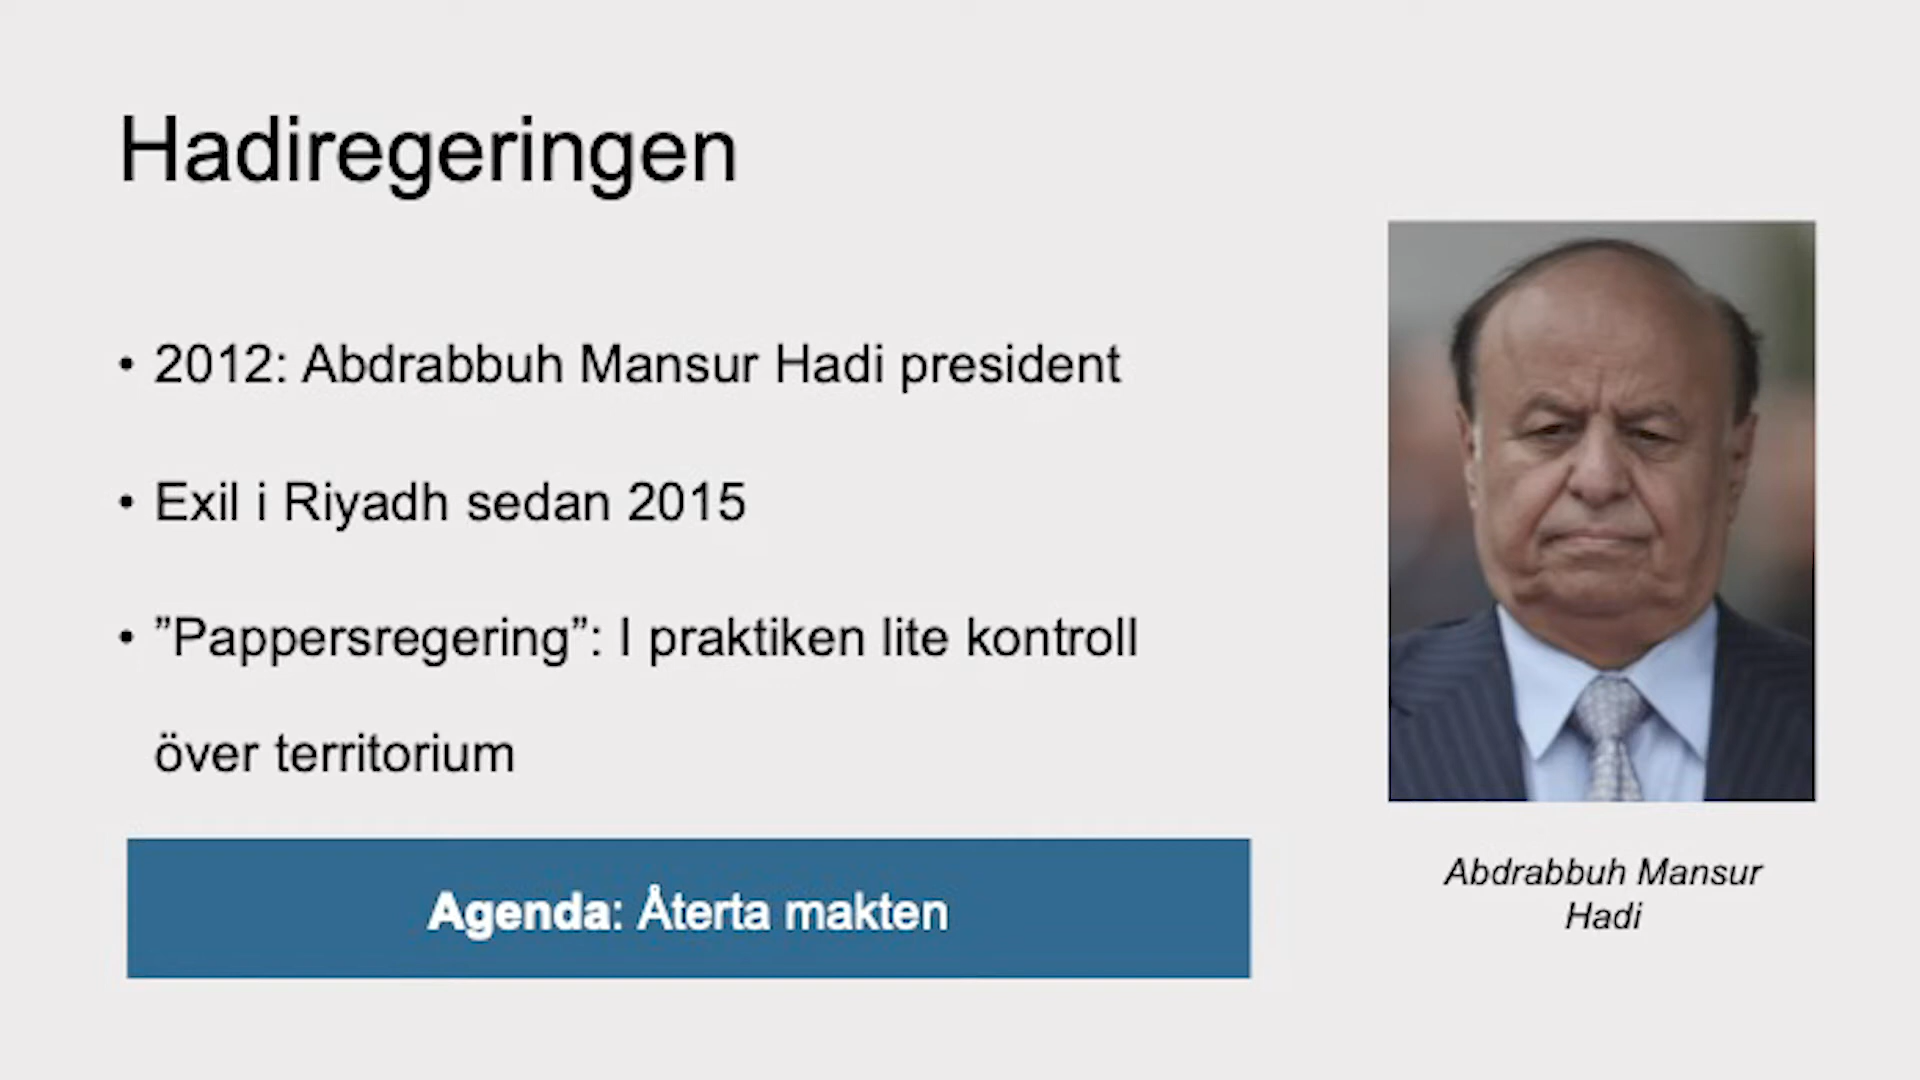 Hadiregeringen
• 2012: Abdrabbuh Mansur Hadi president
• Exil i Riyadh sedan 2015
• ”Pappersregering”: I praktiken lite kontroll
över territorium
Agenda: Återta makten
Abdrabbuh Mansur
Hadi